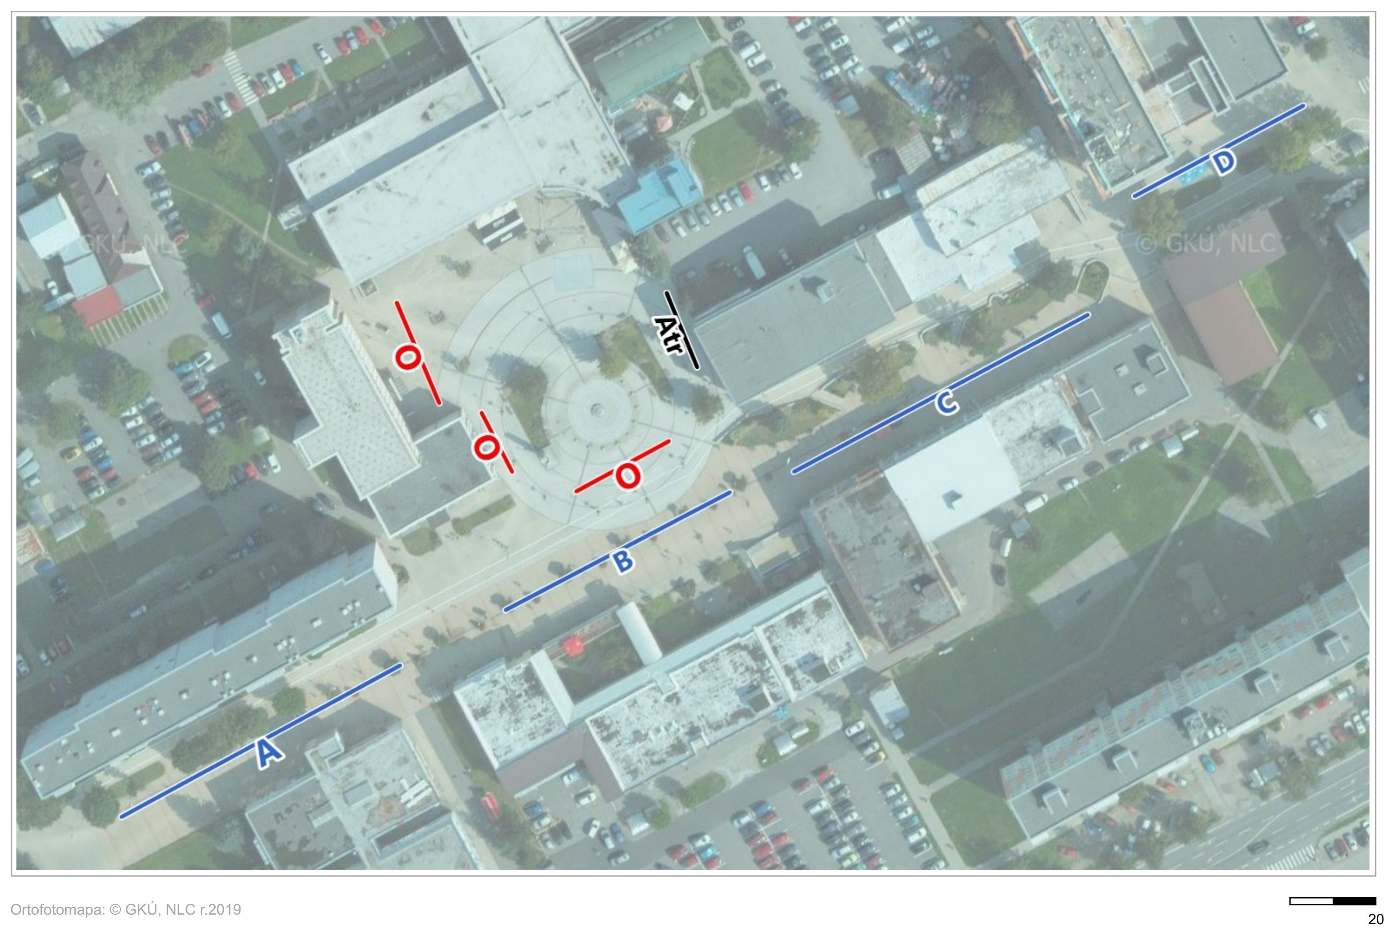 D
© GKÚ, NLC
GKÚ, NLC
Atr
O
C
O
O
B
A
Ortofotomapa: © GKÚ, NLC r.2019
20